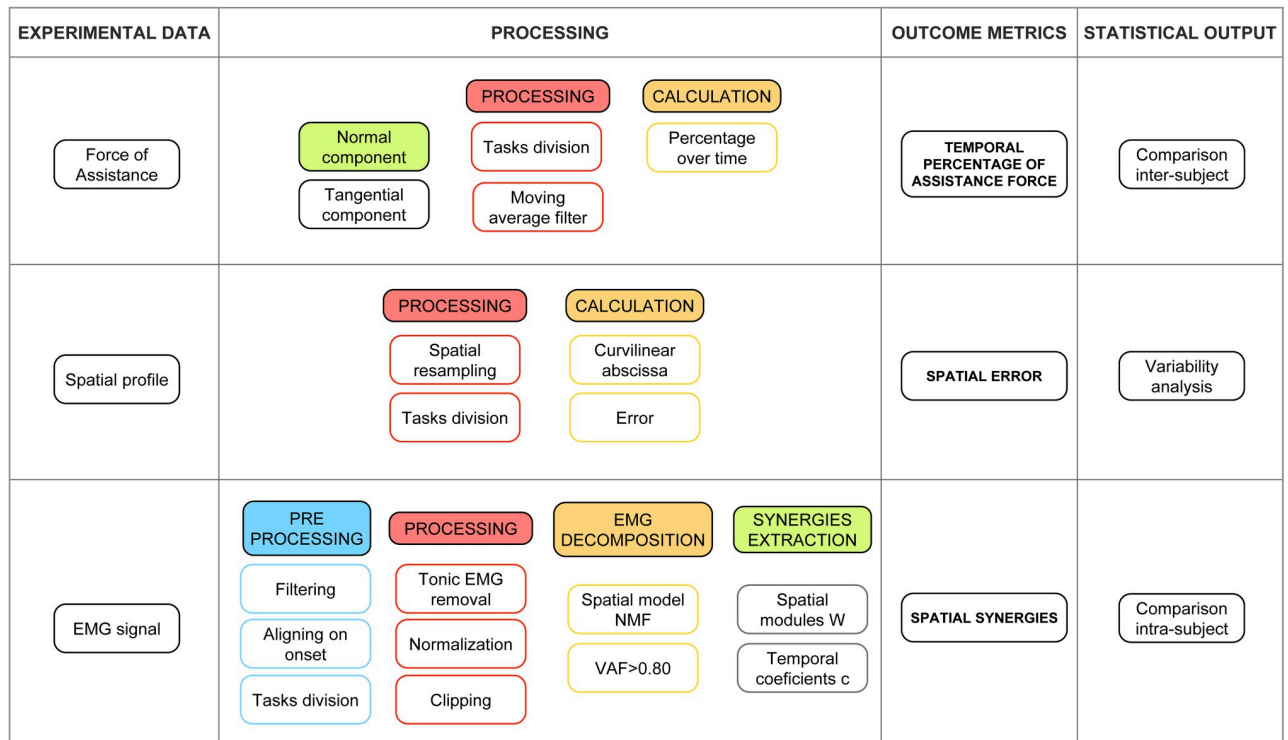 EXPERIMENTAL DATA
PROCESSING
OUTCOME METRICS
STATISTICAL OUTPUT
Force of
Assistance
Normal
component
Tangential
component
PROCESSING
Tasks division
Moving
average filter
CALCULATION
Percentage
over time
TEMPORAL
PERCENTAGE OF
ASSISTANCE FORCE
Comparison
inter-subject
Spatial profile
PROCESSING
Spatial
resampling
Tasks division
CALCULATION
Curvilinear
abscissa
Error
SPATIAL ERROR
Variability
analysis
EMG signal
PRE
PROCESSING
Filtering
Aligning on
onset
Tasks division
PROCESSING
Tonic EMG
removal
Normalization
Clipping
EMG
DECOMPOSITION
Spatial model
NMF
VAF>0.80
SYNERGIES
EXTRACTION
Spatial
modules W
Temporal
coeficients c
SPATIAL SYNERGIES
Comparison
intra-subject